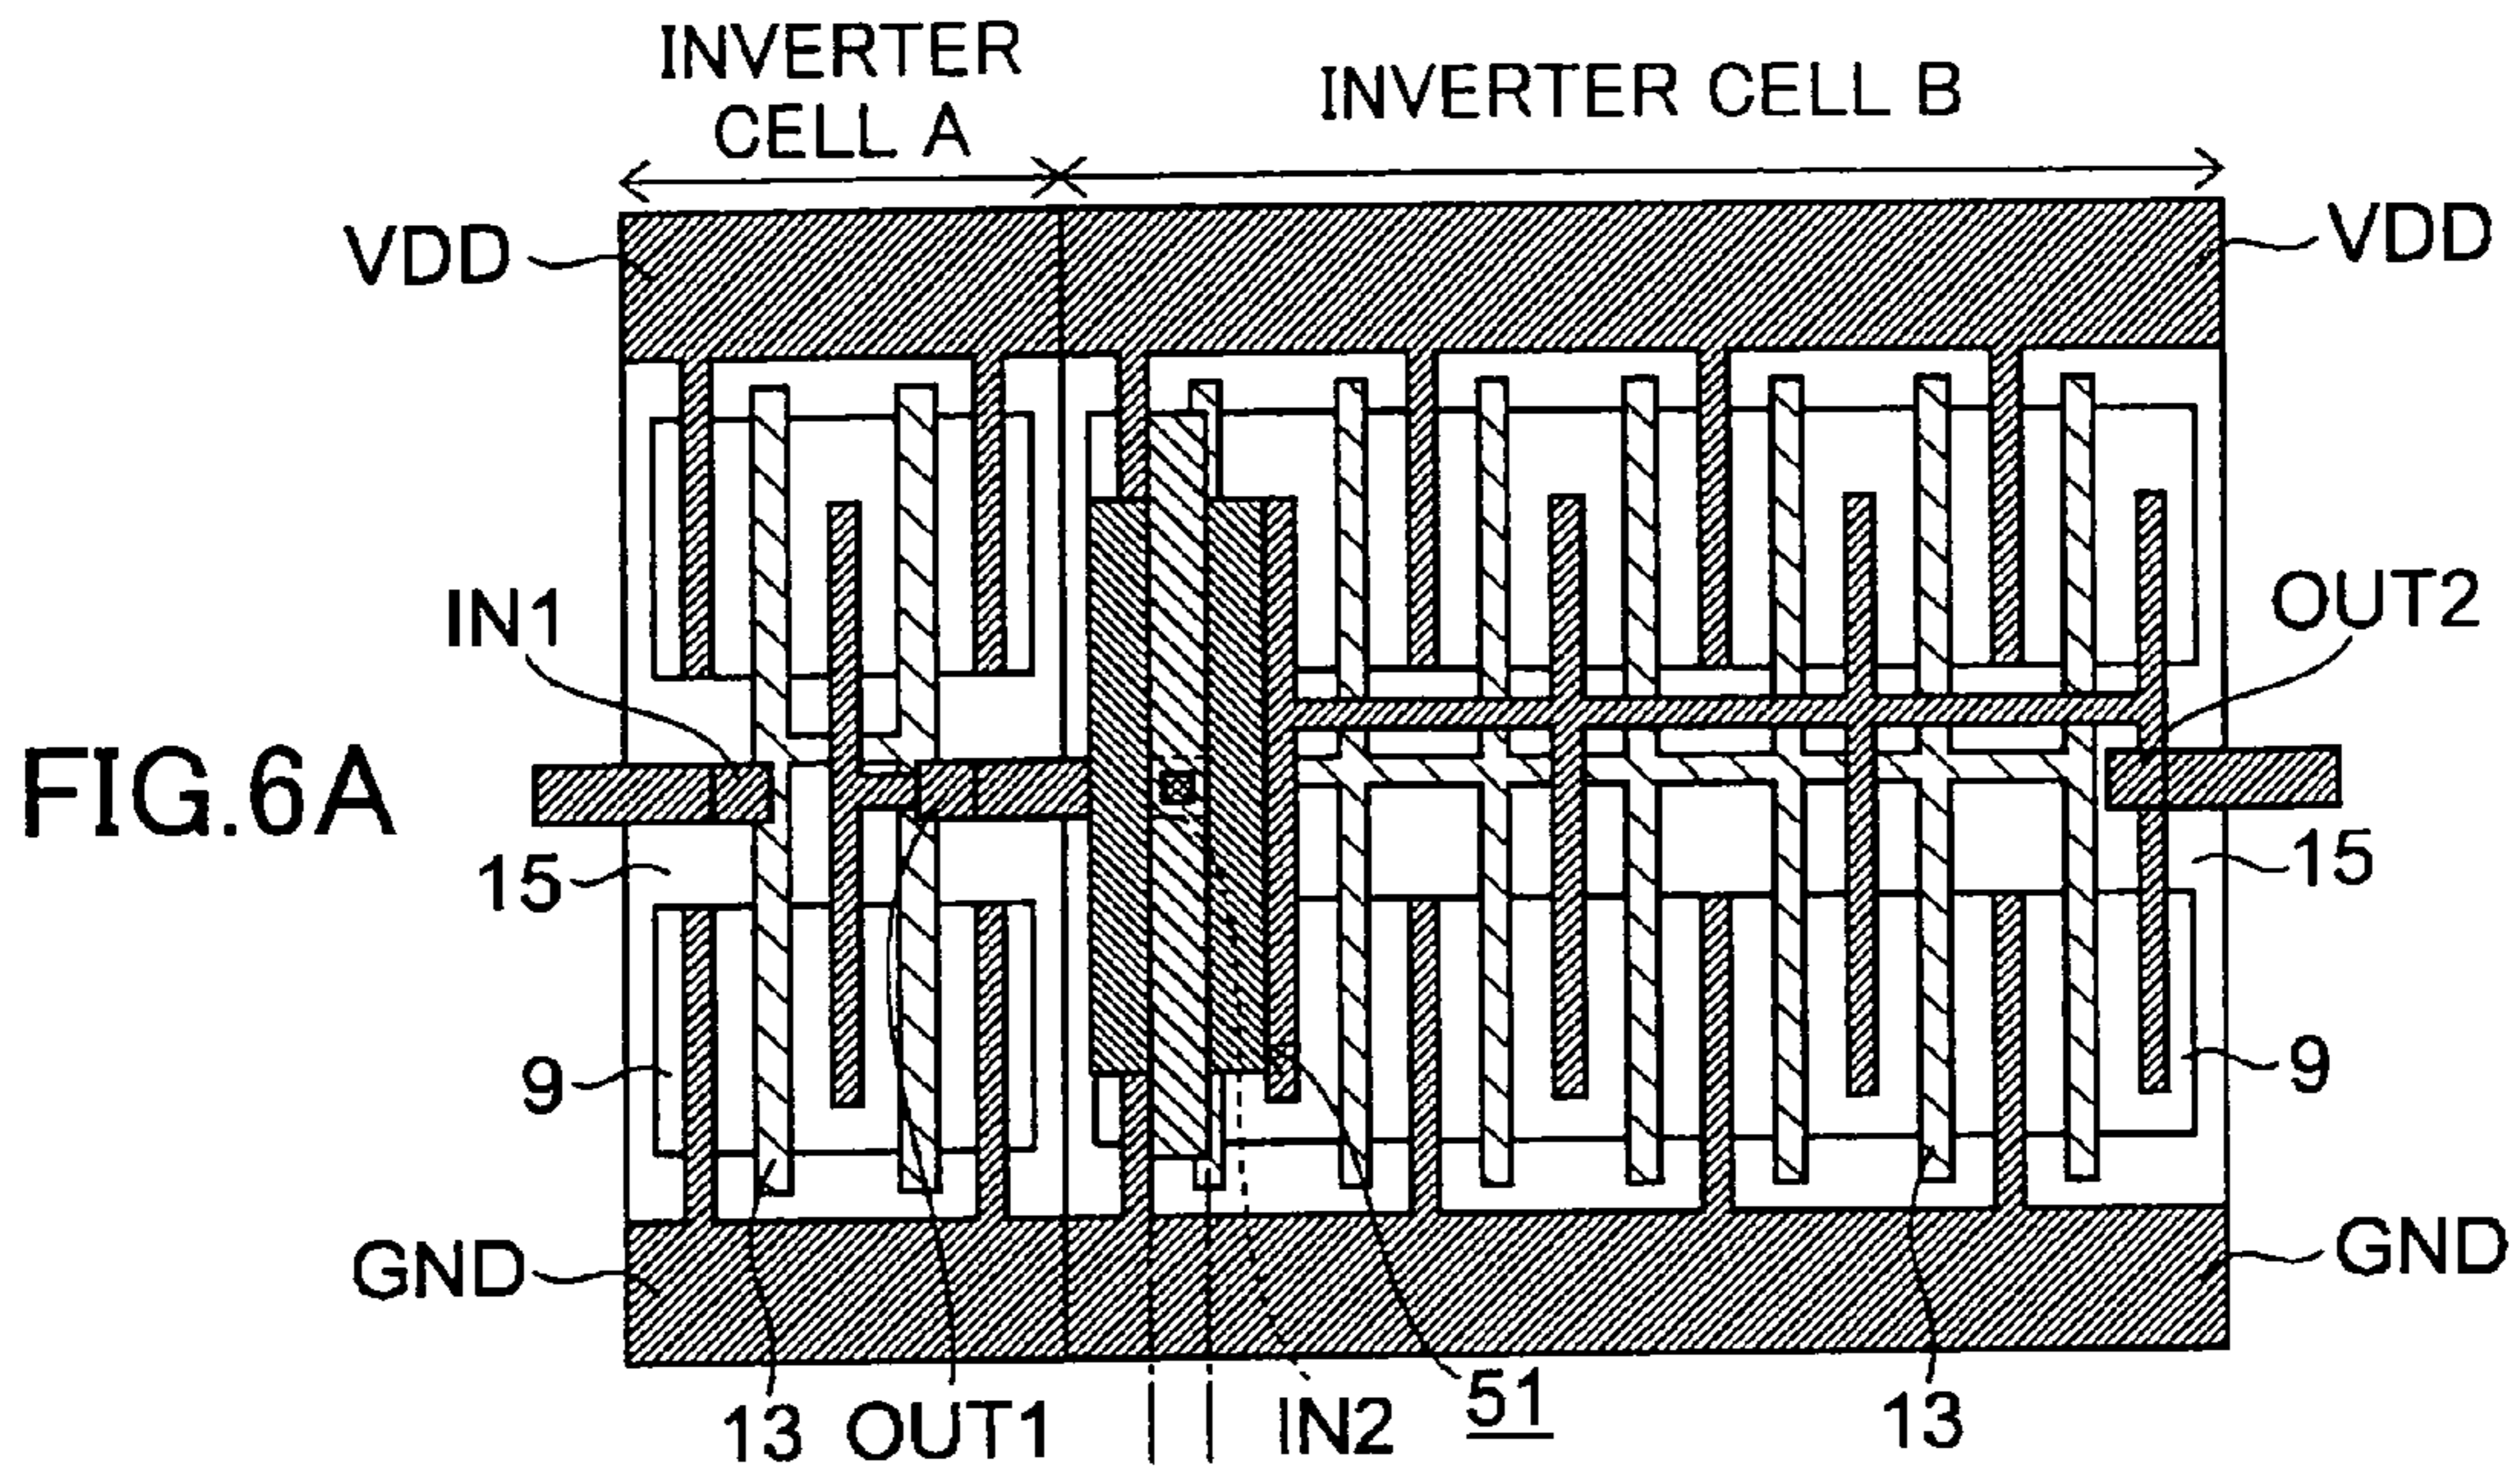 INVERTER
CELL A
INVERTER CELL B
VDD
VDD
IN1
OUT2
FIG.6A
15
15
9
9
GND
GND
13
OUT1
IN2
51
13